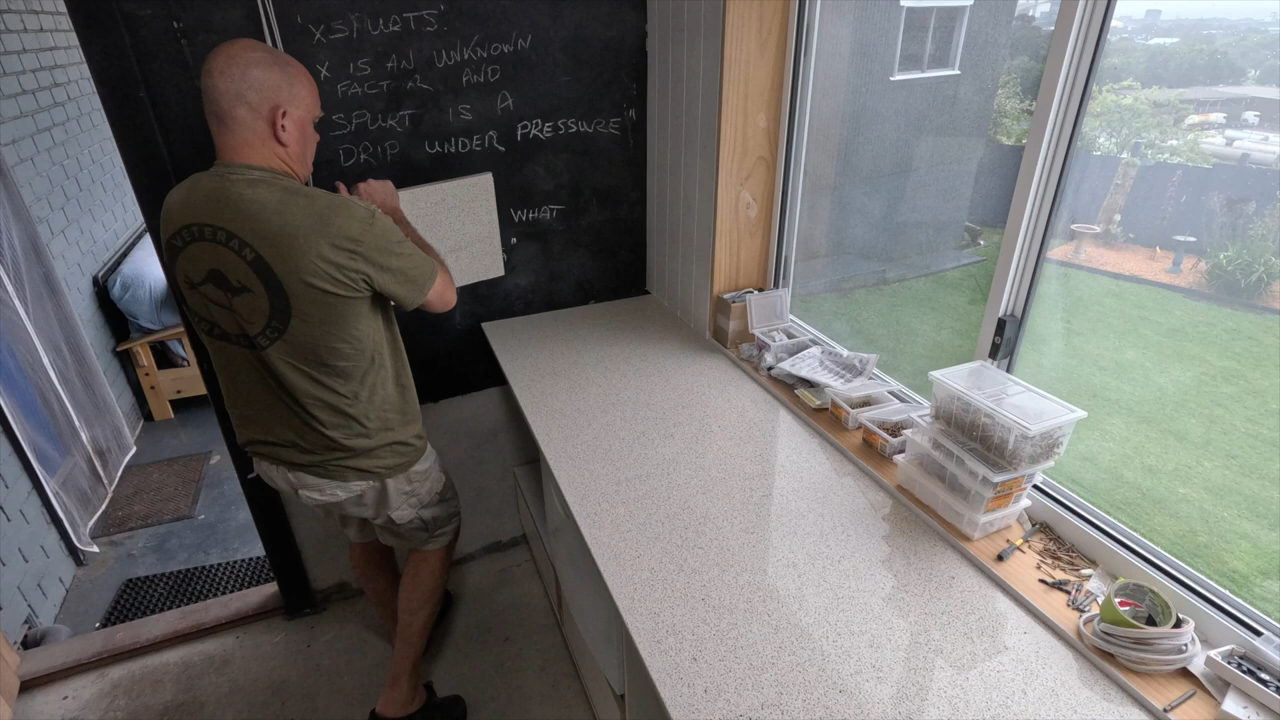 'XSPURTS'.
X IS AN UNKNOWN
FACTOR AND
SPURT IS A
DRIP UNDER PRESSURE"
WHAT
"
VETERAN